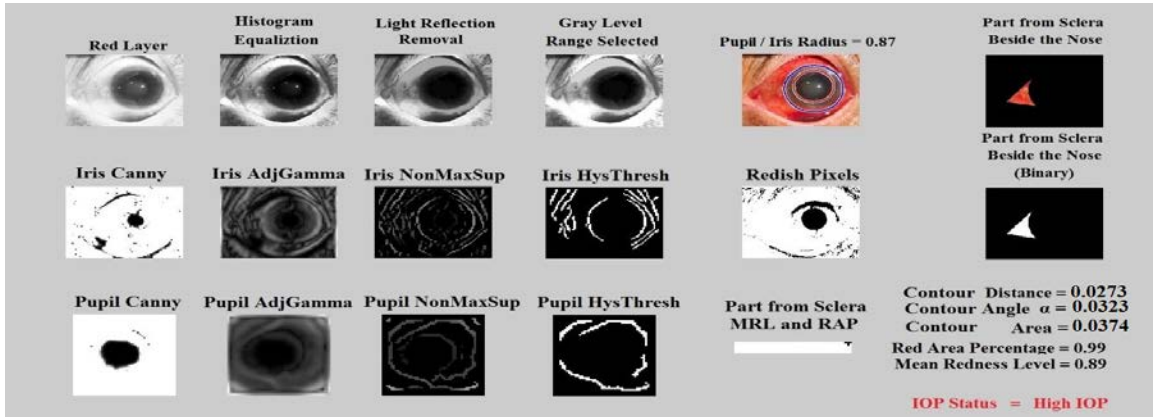 Red Layer
Histogram
Equaliztion
Light Reflection
Removal
Gray Level
Range Selected
Pupil / Iris Radius = 0.87
Part from Sclera
Beside the Nose
Iris Canny
Iris AdjGamma
Iris NonMaxSup
Iris HysThresh
Redish Pixels
Part from Sclera
Beside the Nose
(Binary)
Pupil Canny
Pupil AdjGamma
Pupil NonMaxSup
Pupil HysThresh
Part from Sclera
MRL and RAP
Contour Distance = 0.0273
Contour Angle α = 0.0323
Contour Area = 0.0374
Red Area Percentage = 0.99
Mean Redness Level = 0.89
IOP Status = High IOP